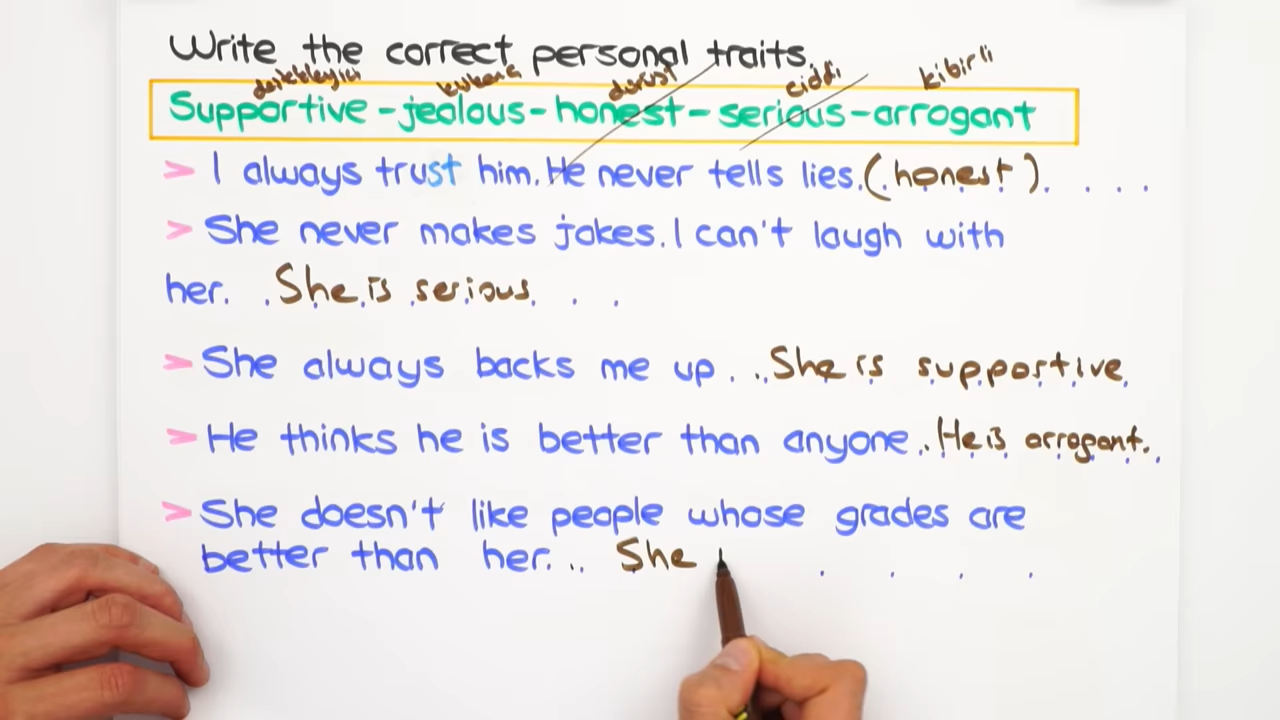 Write the correct personal traits.
destekleyici kıskanç dürüst ciddi kibirli
Supportive - jealous - honest - serious - arrogant
> I always trust him. He never tells lies. (honest). . . .
> She never makes jokes. I can't laugh with
her. . She is serious. . .
> She always backs me up. .. She is supportive.
> He thinks he is better than anyone.. He is arrogant. .
> She doesn't like people whose grades are
better than her. .. She . . . .